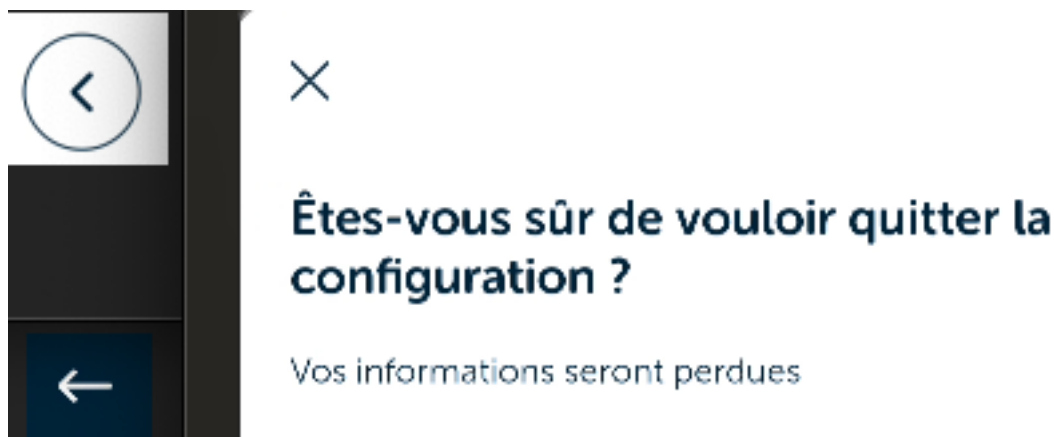 Êtes-vous sûr de vouloir quitter la
configuration ?
Vos informations seront perdues